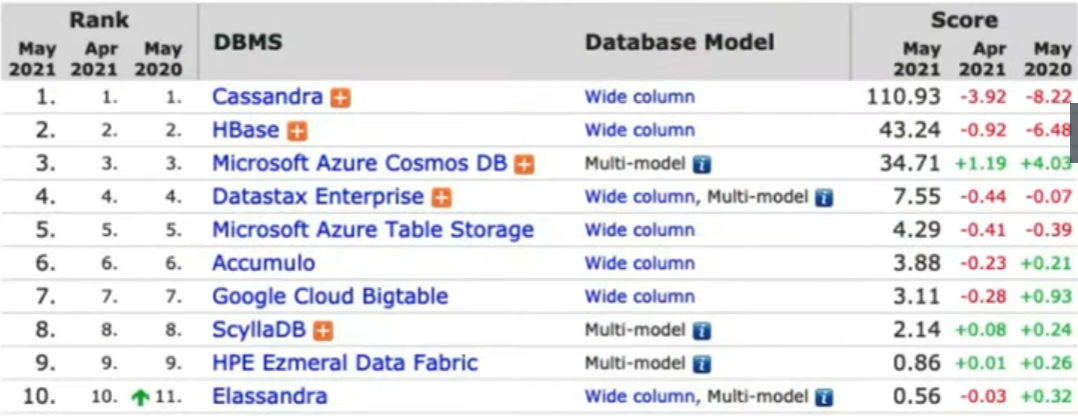 Rank Score
DBMS Database Model
May Apr May May Apr May
2021 2021 2020 2021 2021 2020
1. 1. 1. Cassandra + Wide column 110.93 -3.92 -8.22
2. 2. 2. HBase + Wide column 43.24 -0.92 -6.48
3. 3. 3. Microsoft Azure Cosmos DB + Multi-model i 34.71 +1.19 +4.03
4. 4. 4. Datastax Enterprise + Wide column, Multi-model i 7.55 -0.44 -0.07
5. 5. 5. Microsoft Azure Table Storage Wide column 4.29 -0.41 -0.39
6. 6. 6. Accumulo Wide column 3.88 -0.23 +0.21
7. 7. 7. Google Cloud Bigtable Wide column 3.11 -0.28 +0.93
8. 8. 8. ScyllaDB + Multi-model i 2.14 +0.08 +0.24
9. 9. 9. HPE Ezmeral Data Fabric Multi-model i 0.86 +0.01 +0.26
10. 10. 11. Elassandra Wide column, Multi-model i 0.56 -0.03 +0.32